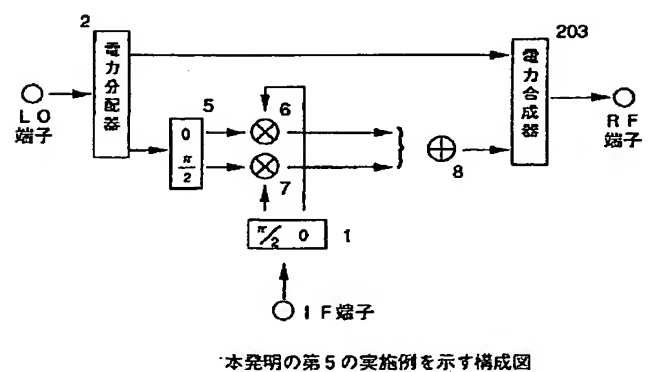 2
電力分配器
203
電力合成器
LO
端子
5
0
π/2
6
7
8
RF
端子
π/2 0
1
IF端子
本発明の第5の実施例を示す構成図